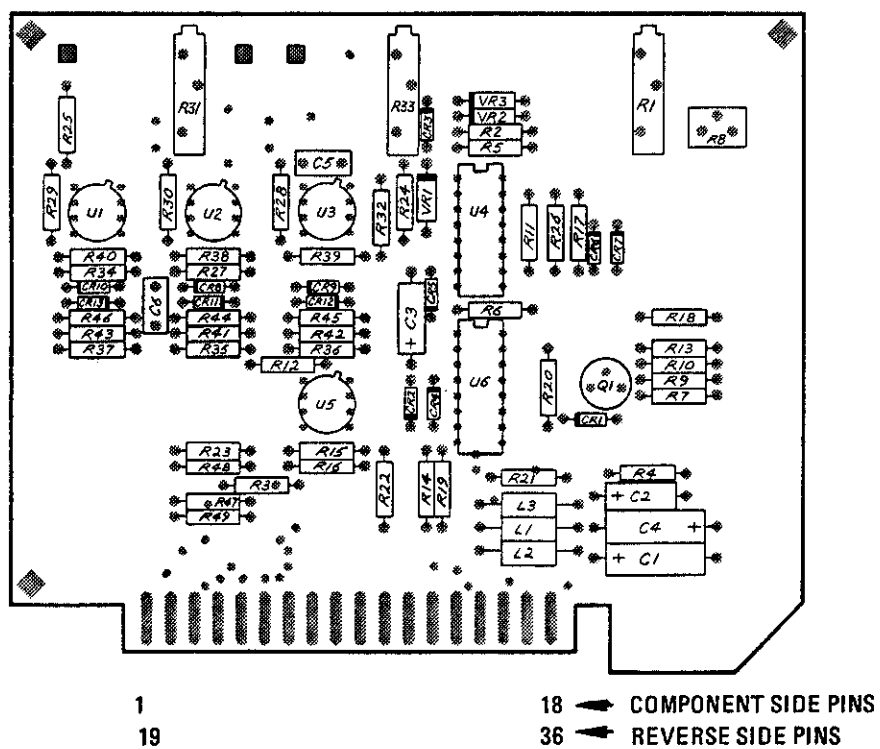 R31
R33
R1
R25
CR3
VR3
VR2
R2
R5
R8
C5
R29
U1
R30
U2
R28
U3
R32
R24
VR1
U4
R11
R26
R17
CR6
CR7
R40
R38
R39
R34
R27
CR10
CR8
CR9
CR5
CR13
C6
CR11
CR12
C3
R6
R46
R44
R45
R18
R43
R41
R42
+
R37
R35
R36
R12
U6
R20
Q1
R13
R10
R9
R7
U5
CR2
CR4
CR1
R23
R15
R48
R16
R22
R14
R19
R21
R4
R3
+ C2
R47
L3
R49
L1
C4 +
L2
+ C1
1 18 COMPONENT SIDE PINS
19 36 REVERSE SIDE PINS